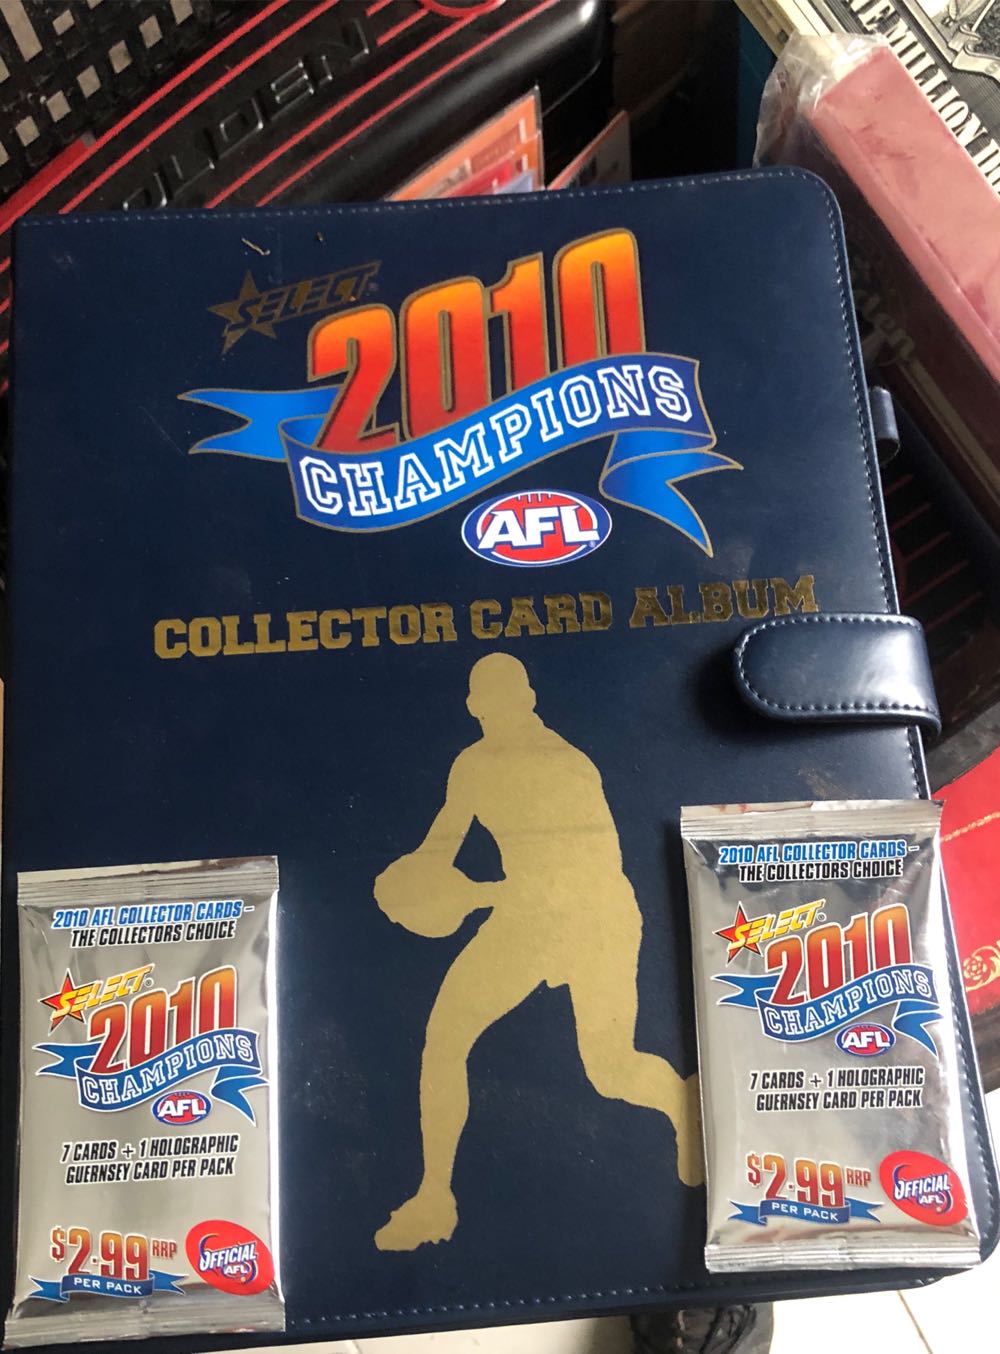 OLDEN
E MILLION D
SELECT
2010
CHAMPIONS
AFL
COLLECTOR CARD ALBUM
2010 AFL COLLECTOR CARDS –
THE COLLECTORS CHOICE
SELECT
2010
CHAMPIONS
AFL
7 CARDS + 1 HOLOGRAPHIC
GUERNSEY CARD PER PACK
$2.99 RRP
PER PACK
OFFICIAL
AFL
2010 AFL COLLECTOR CARDS –
THE COLLECTORS CHOICE
SELECT
2010
CHAMPIONS
AFL
7 CARDS + 1 HOLOGRAPHIC
GUERNSEY CARD PER PACK
$2.99 RRP
PER PACK
OFFICIAL
AFL